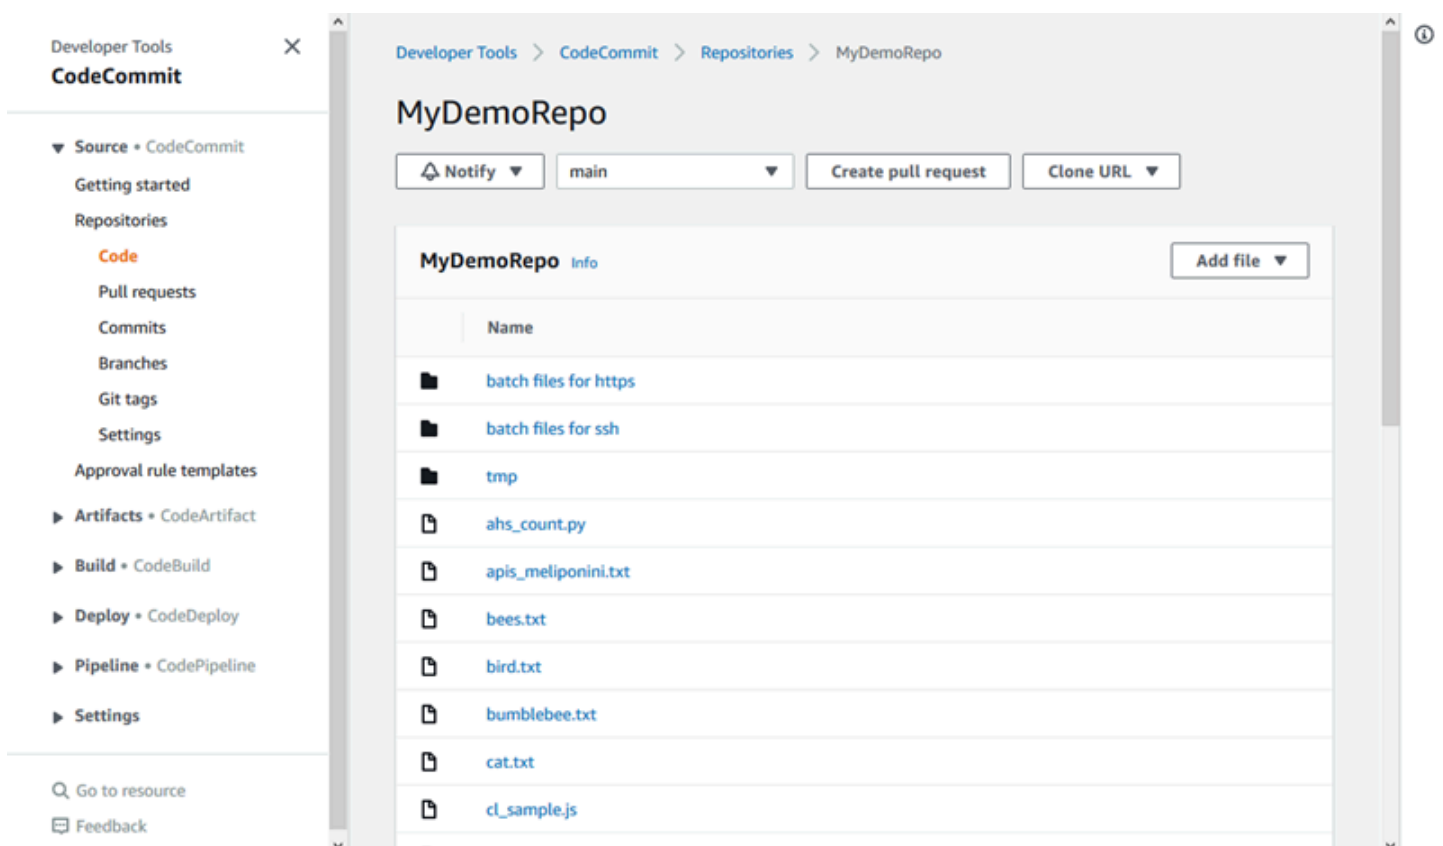 Developer Tools
CodeCommit
Source • CodeCommit
Getting started
Repositories
Code
Pull requests
Commits
Branches
Git tags
Settings
Approval rule templates
Artifacts • CodeArtifact
Build • CodeBuild
Deploy • CodeDeploy
Pipeline • CodePipeline
Settings
Go to resource
Feedback
Developer Tools > CodeCommit > Repositories > MyDemoRepo
MyDemoRepo
Notify main Create pull request Clone URL
MyDemoRepo Info Add file
Name
batch files for https
batch files for ssh
tmp
ahs_count.py
apis_meliponini.txt
bees.txt
bird.txt
bumblebee.txt
cat.txt
cl_sample.js